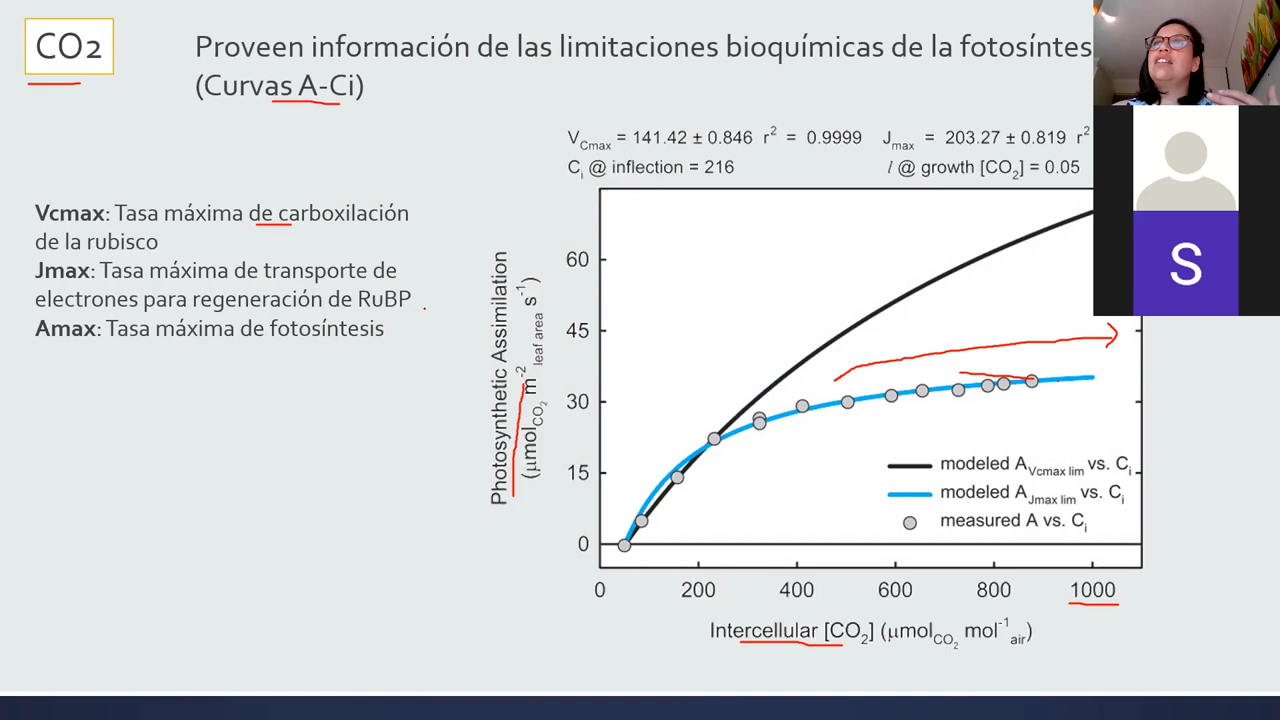 CO2
Proveen información de las limitaciones bioquímicas de la fotosíntes
(Curvas A-Ci)
Vcmax: Tasa máxima de carboxilación
de la rubisco
Jmax: Tasa máxima de transporte de
electrones para regeneración de RuBP
Amax: Tasa máxima de fotosíntesis
V_Cmax = 141.42 ± 0.846 r² = 0.9999 J_max = 203.27 ± 0.819 r²
C_i @ inflection = 216 l @ growth [CO₂] = 0.05
Photosynthetic Assimilation
(μmol_CO₂ m⁻²_leaf area s⁻¹)
60
45
30
15
0
modeled A_Vcmax lim vs. C_i
modeled A_Jmax lim vs. C_i
measured A vs. C_i
0 200 400 600 800 1000
Intercellular [CO₂] (μmol_CO₂ mol⁻¹_air)
S